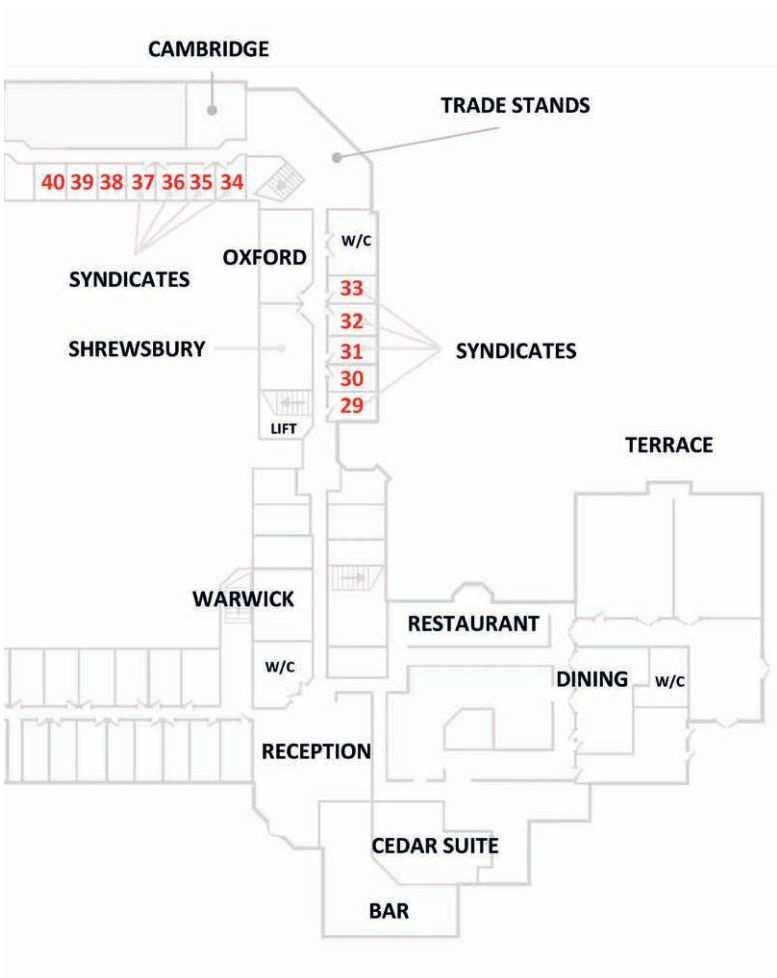 CAMBRIDGE
TRADE STANDS
40 39 38 37 36 35 34
W/C
OXFORD
SYNDICATES
33
32
SHREWSBURY
31
SYNDICATES
30
29
LIFT
TERRACE
WARWICK
RESTAURANT
W/C
DINING
W/C
RECEPTION
CEDAR SUITE
BAR